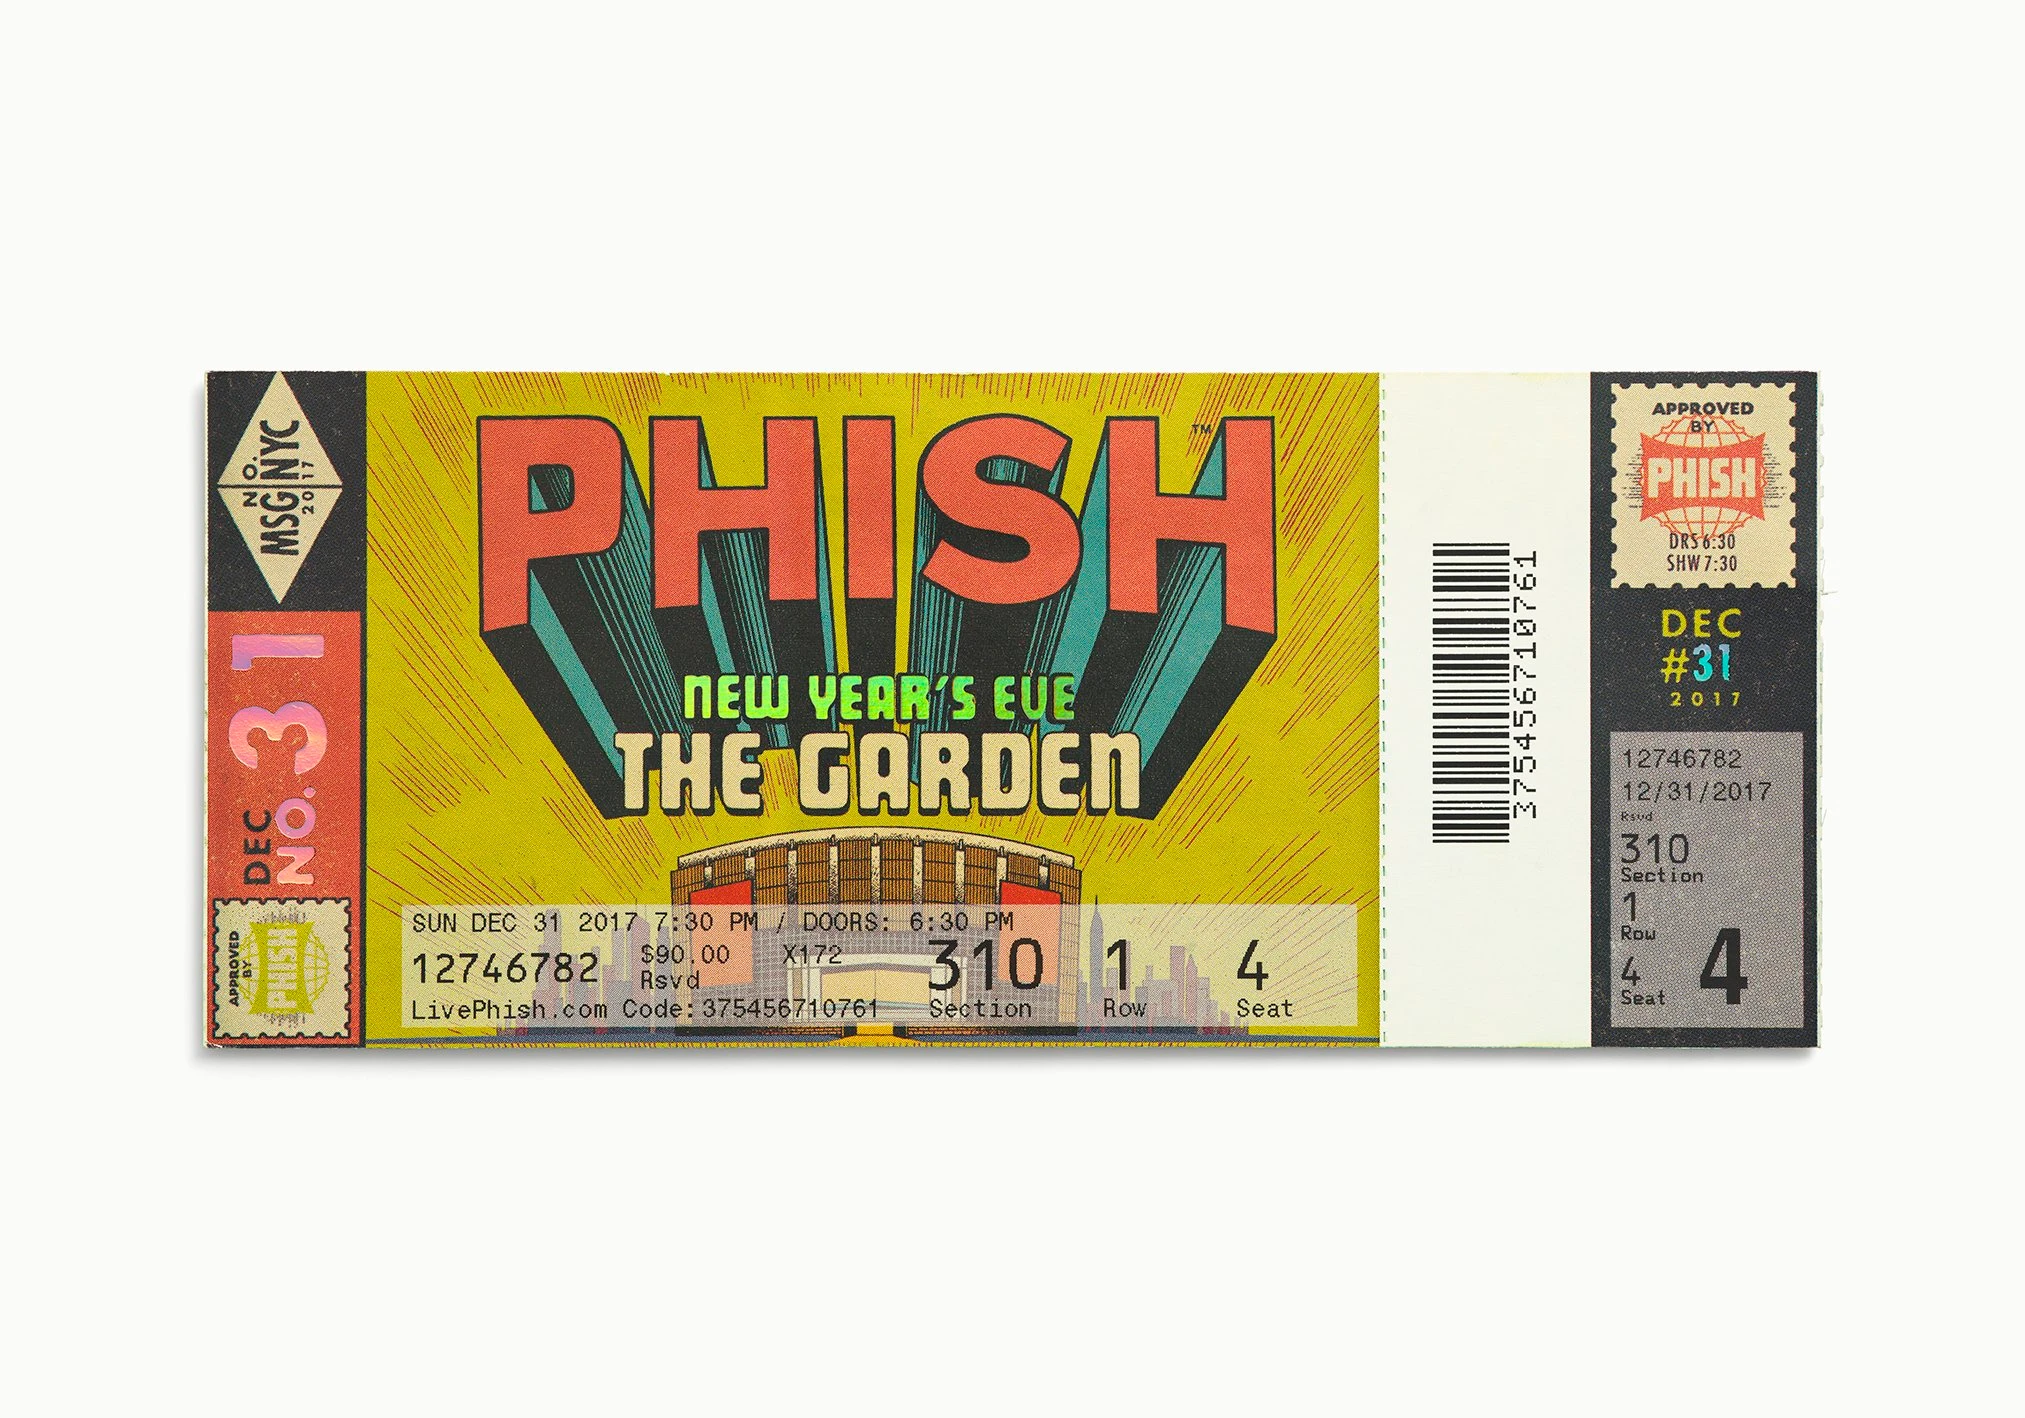 NO.
MSG NYC
2017
DEC
NO. 31
APPROVED
BY
PHISH
PHISH™
NEW YEAR'S EVE
THE GARDEN
SUN DEC 31 2017 7:30 PM / DOORS: 6:30 PM
12746782
$90.00 X172
Rsvd
LivePhish.com Code:375456710761
310 1 4
Section Row Seat
375456710761
APPROVED
BY
PHISH
DRS 6:30
SHW 7:30
DEC
#31
2017
12746782
12/31/2017
Rsvd
310
Section
1
Row
4
Seat
4